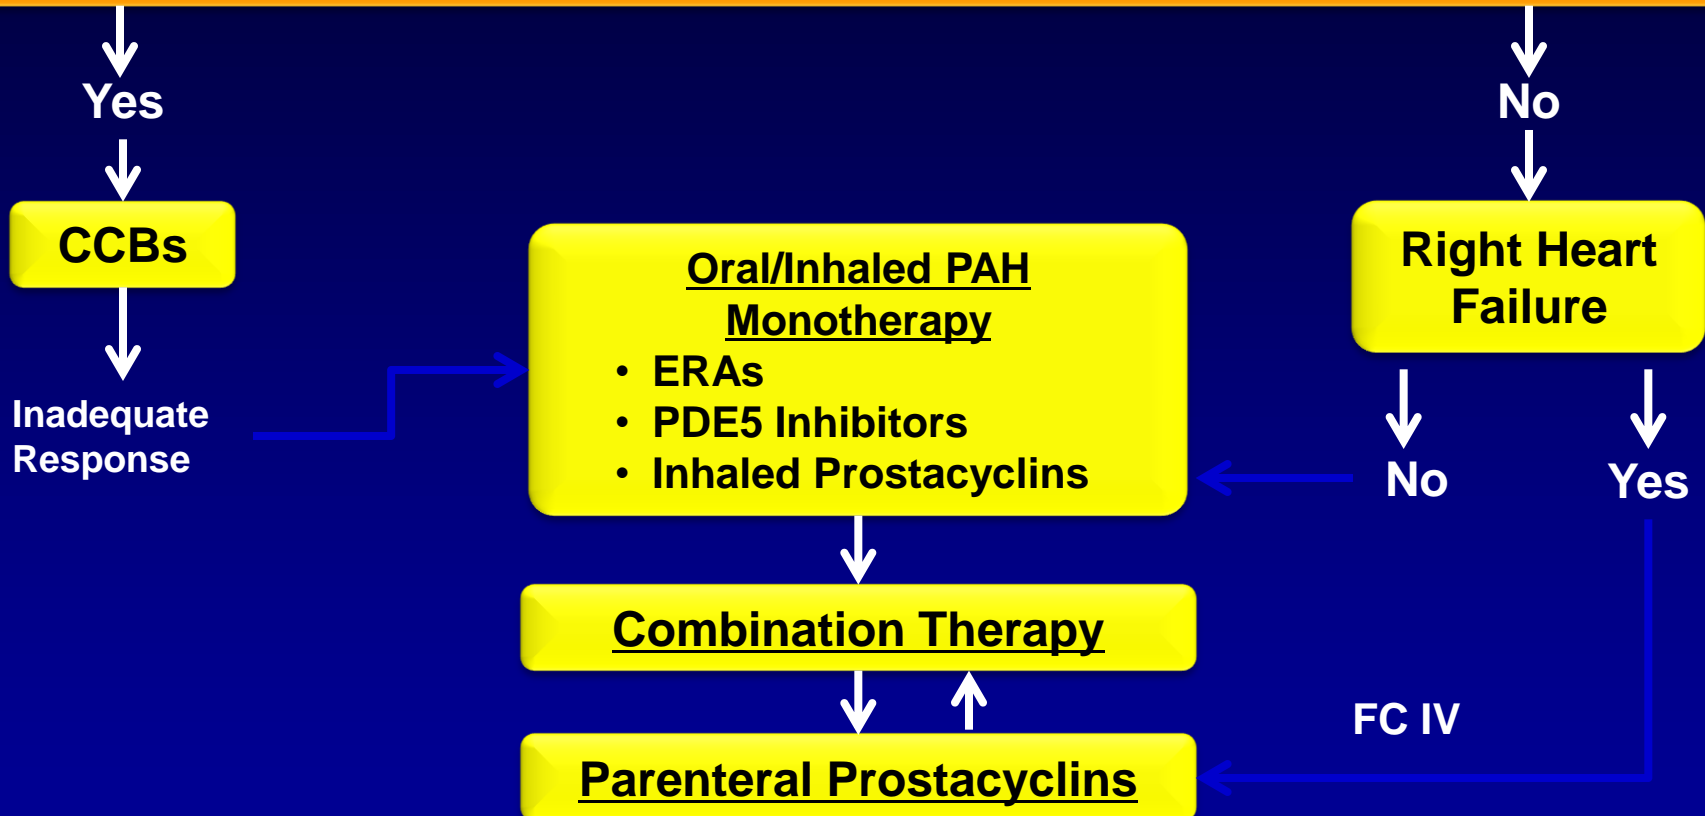 Yes
No
CCBs
Right Heart
Failure
Oral/Inhaled PAH
Monotherapy
• ERAs
• PDE5 Inhibitors
• Inhaled Prostacyclins
Inadequate
Response
No
Yes
Combination Therapy
FC IV
Parenteral Prostacyclins